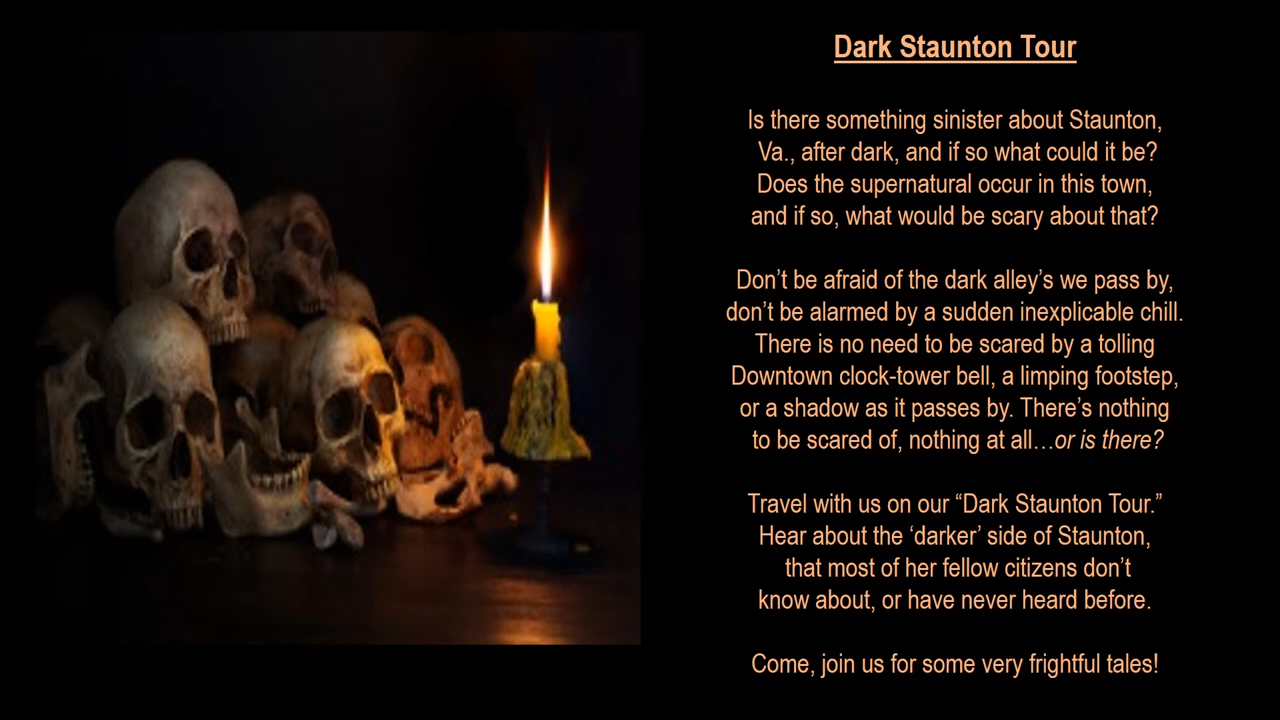 Dark Staunton Tour
Is there something sinister about Staunton,
Va., after dark, and if so what could it be?
Does the supernatural occur in this town,
and if so, what would be scary about that?
Don’t be afraid of the dark alley’s we pass by,
don’t be alarmed by a sudden inexplicable chill.
There is no need to be scared by a tolling
Downtown clock-tower bell, a limping footstep,
or a shadow as it passes by. There’s nothing
to be scared of, nothing at all…or is there?
Travel with us on our “Dark Staunton Tour.”
Hear about the ‘darker’ side of Staunton,
that most of her fellow citizens don’t
know about, or have never heard before.
Come, join us for some very frightful tales!